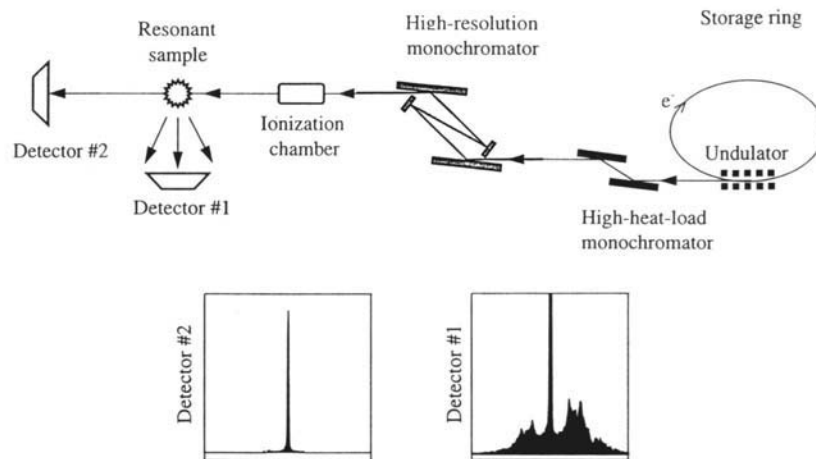 High-resolution
monochromator
Storage ring
Resonant
sample
e-
Ionization
chamber
Undulator
Detector #2
Detector #1
High-heat-load
monochromator
Detector #2
Detector #1